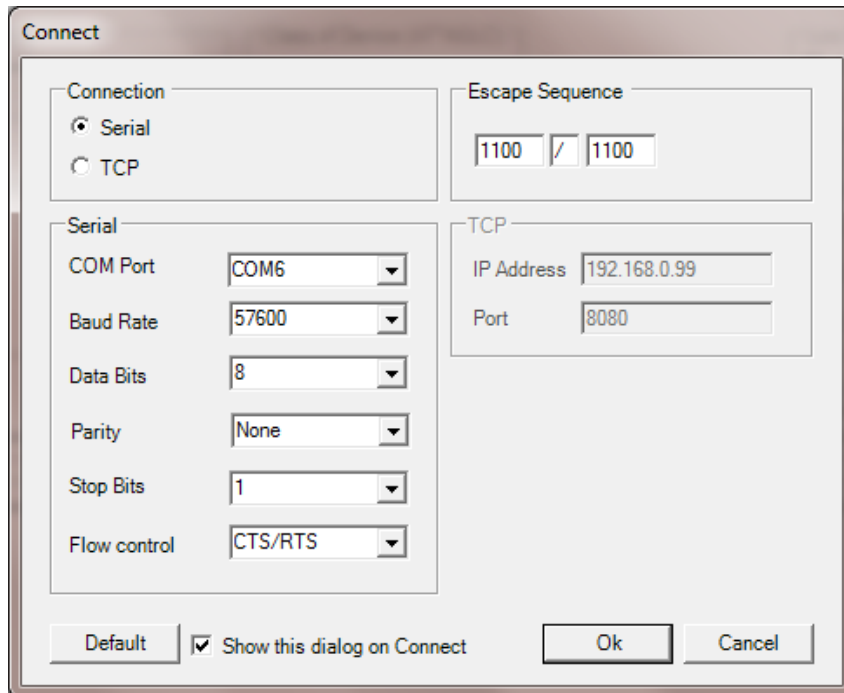 Connect
Connection
Serial
TCP
Escape Sequence
1100 / 1100
Serial
COM Port COM6
Baud Rate 57600
Data Bits 8
Parity None
Stop Bits 1
Flow control CTS/RTS
TCP
IP Address 192.168.0.99
Port 8080
Default Show this dialog on Connect Ok Cancel